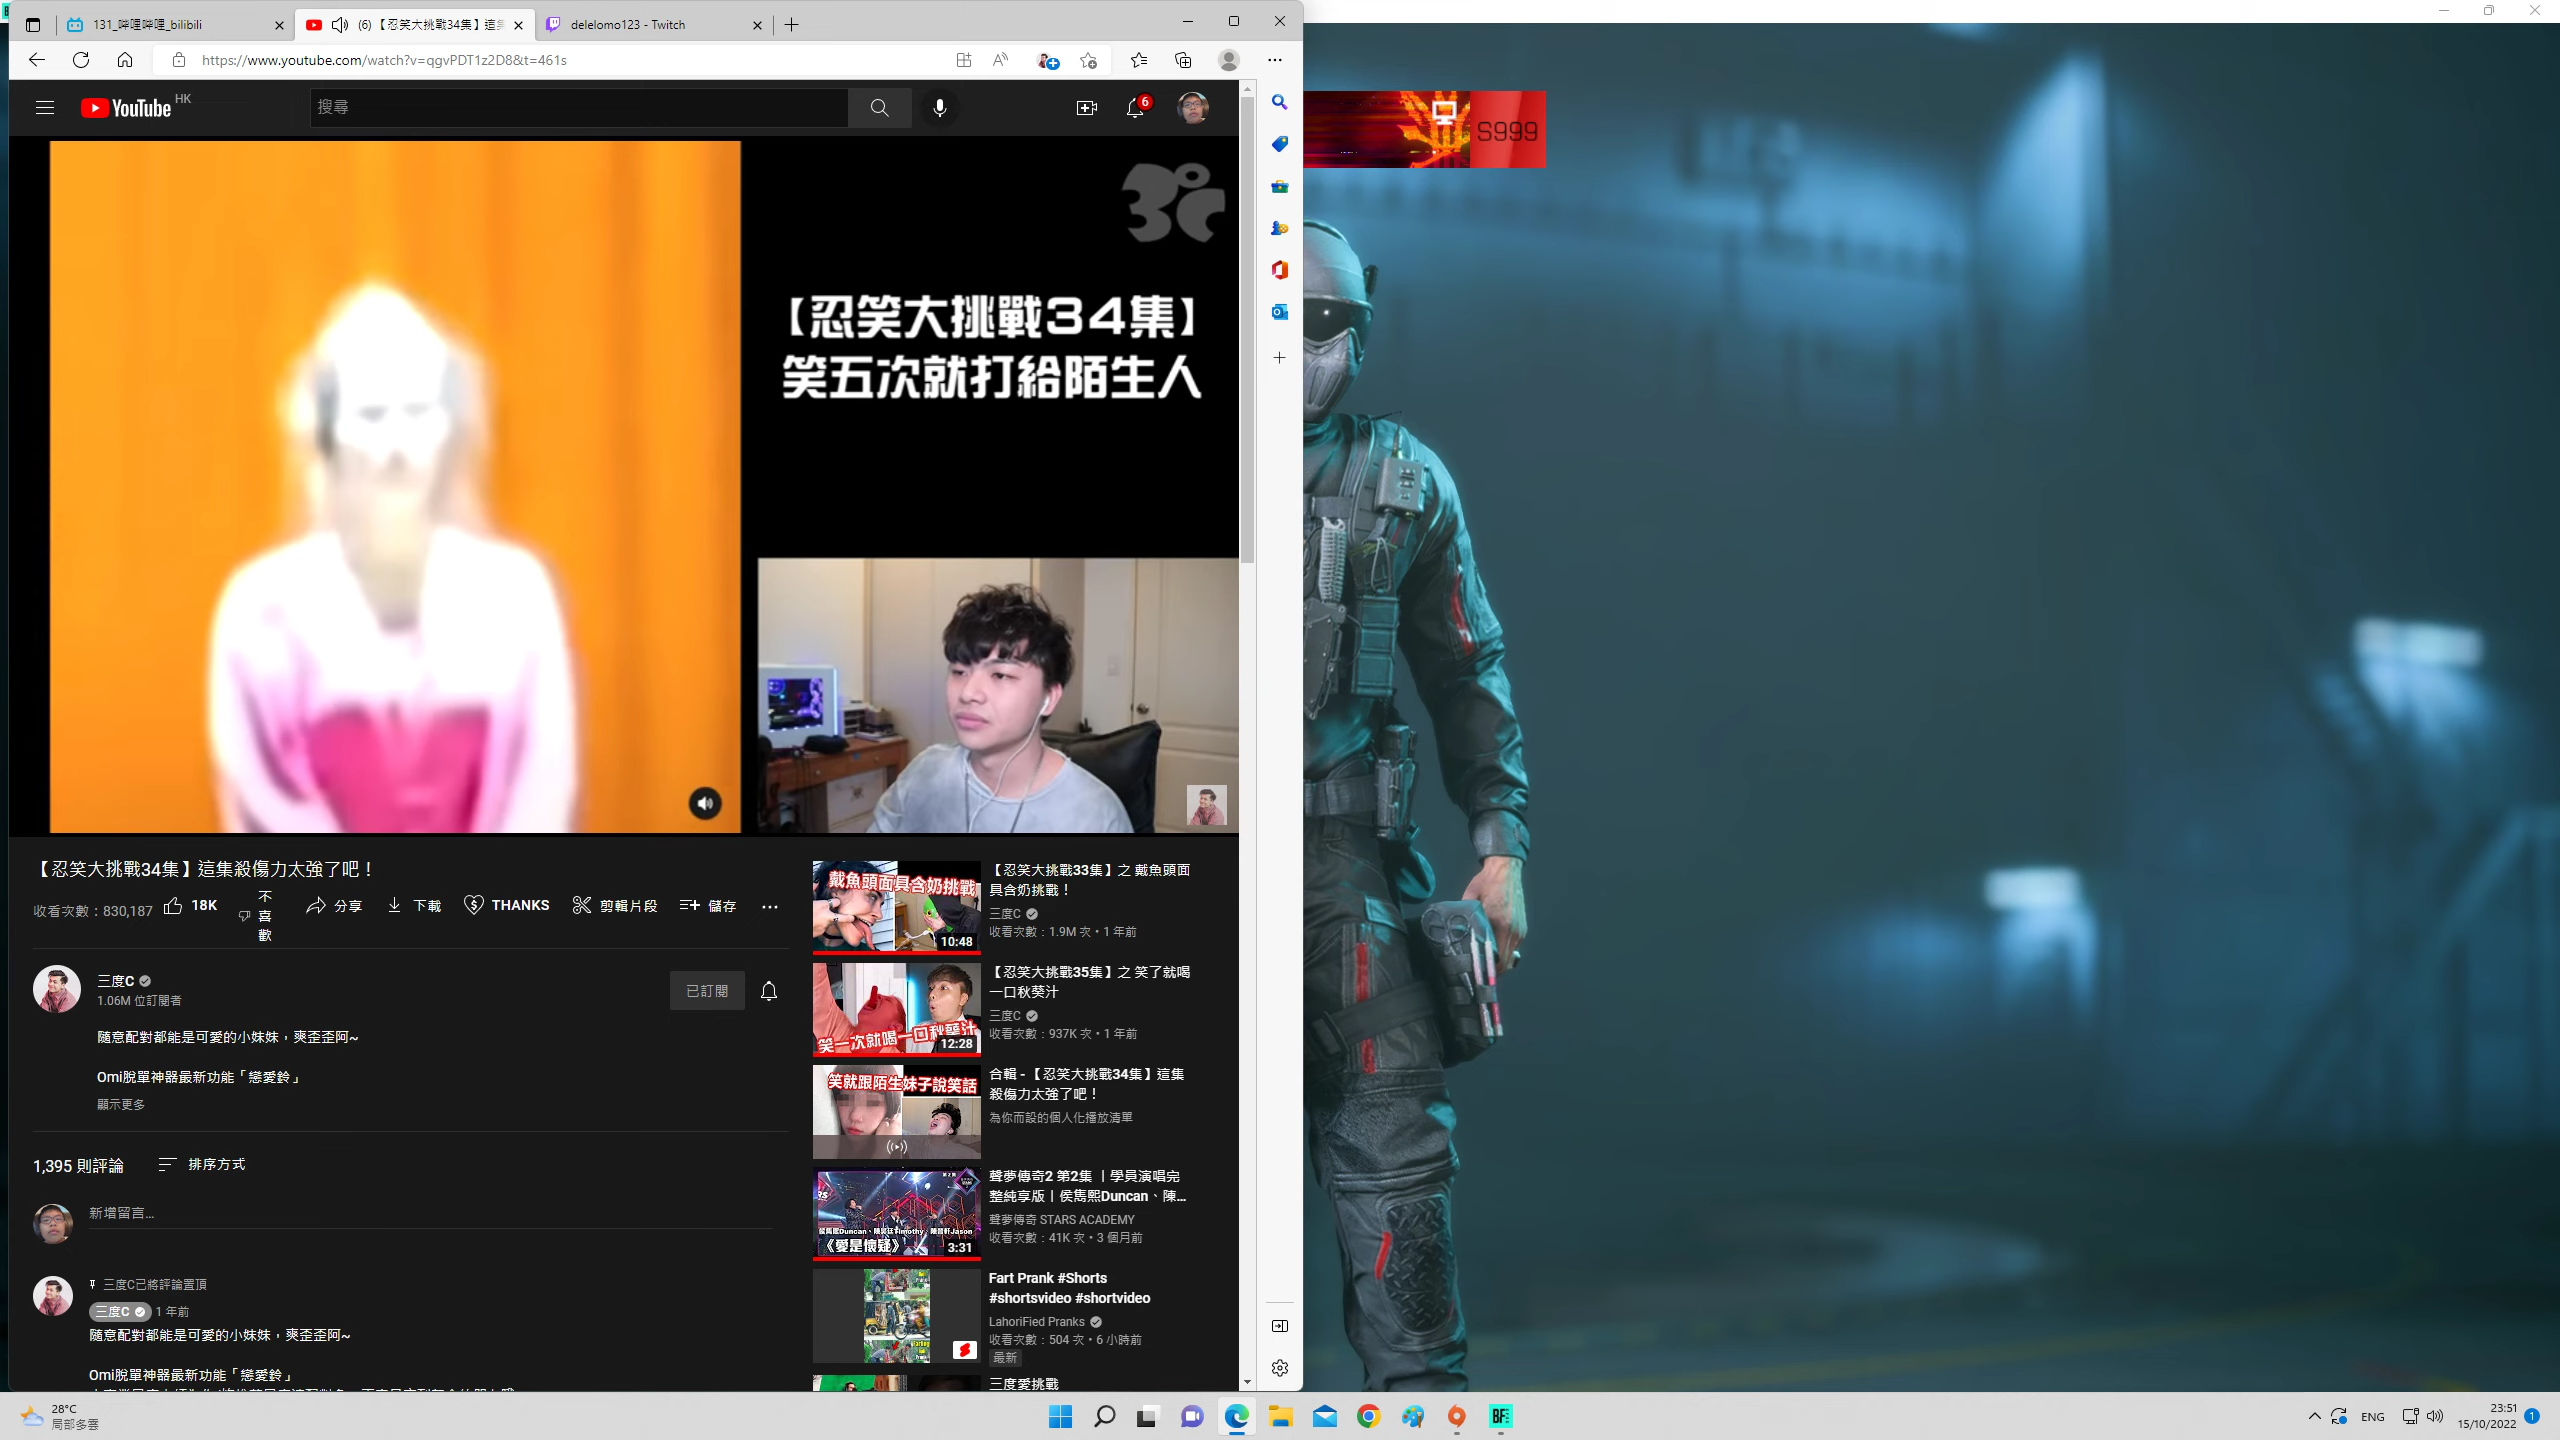 131_哔哩哔哩_bilibili
(6)【忍笑大挑戰34集】這集
delelomo123 - Twitch
https://www.youtube.com/watch?v=qgvPDT1z2D8&t=461s
YouTube HK
搜尋
6
S999
【忍笑大挑戰34集】
笑五次就打給陌生人
【忍笑大挑戰34集】這集殺傷力太強了吧！
收看次數：830,187
18K
不喜歡
分享
下載
THANKS
剪輯片段
儲存
三度C
1.06M 位訂閱者
已訂閱
隨意配對都能是可愛的小妹妹，爽歪歪阿~
Omi脫單神器最新功能「戀愛鈴」
顯示更多
1,395 則評論
排序方式
新增留言...
三度C已將評論置頂
三度C 1 年前
隨意配對都能是可愛的小妹妹，爽歪歪阿~
Omi脫單神器最新功能「戀愛鈴」
戴魚頭面具含奶挑戰
10:48
【忍笑大挑戰33集】之 戴魚頭面
具含奶挑戰！
三度C
收看次數：1.9M 次・1 年前
笑一次就喝一口秋葵汁
12:28
【忍笑大挑戰35集】之 笑了就喝
一口秋葵汁
三度C
收看次數：937K 次・1 年前
笑就跟陌生妹子說笑話
合輯 - 【忍笑大挑戰34集】這集
殺傷力太強了吧！
為你而設的個人化播放清單
《愛是懷疑》
3:31
聲夢傳奇2 第2集 丨學員演唱完
整純享版丨侯雋熙Duncan、陳...
聲夢傳奇 STARS ACADEMY
收看次數：41K 次・3 個月前
Fart Prank #Shorts
#shortsvideo #shortvideo
LahoriFied Pranks
收看次數：504 次・6 小時前
最新
三度愛挑戰
28°C
局部多雲
BF
ENG
23:51
15/10/2022
1